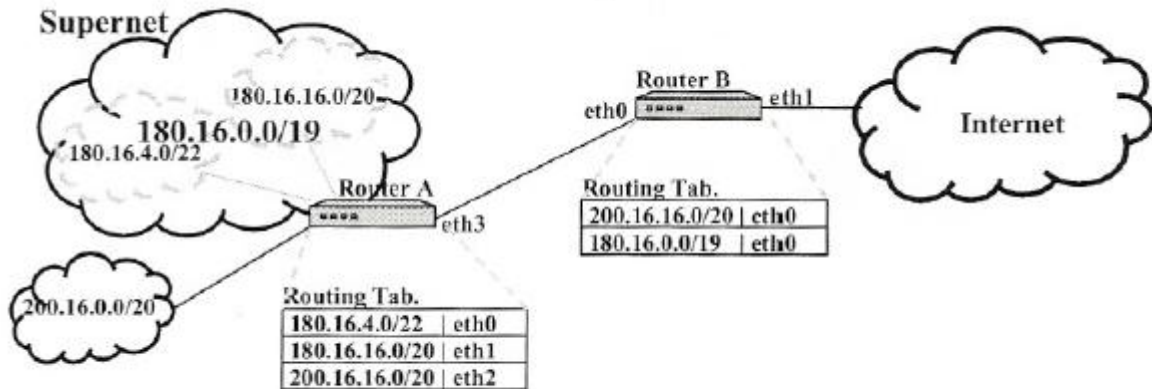 Supernet
180.16.16.0/20
180.16.0.0/19
180.16.4.0/22
Router A
eth3
200.16.0.0/20
Routing Tab.
180.16.4.0/22 | eth0
180.16.16.0/20 | eth1
200.16.16.0/20 | eth2
Router B
eth0
eth1
Internet
Routing Tab.
200.16.16.0/20 | eth0
180.16.0.0/19 | eth0